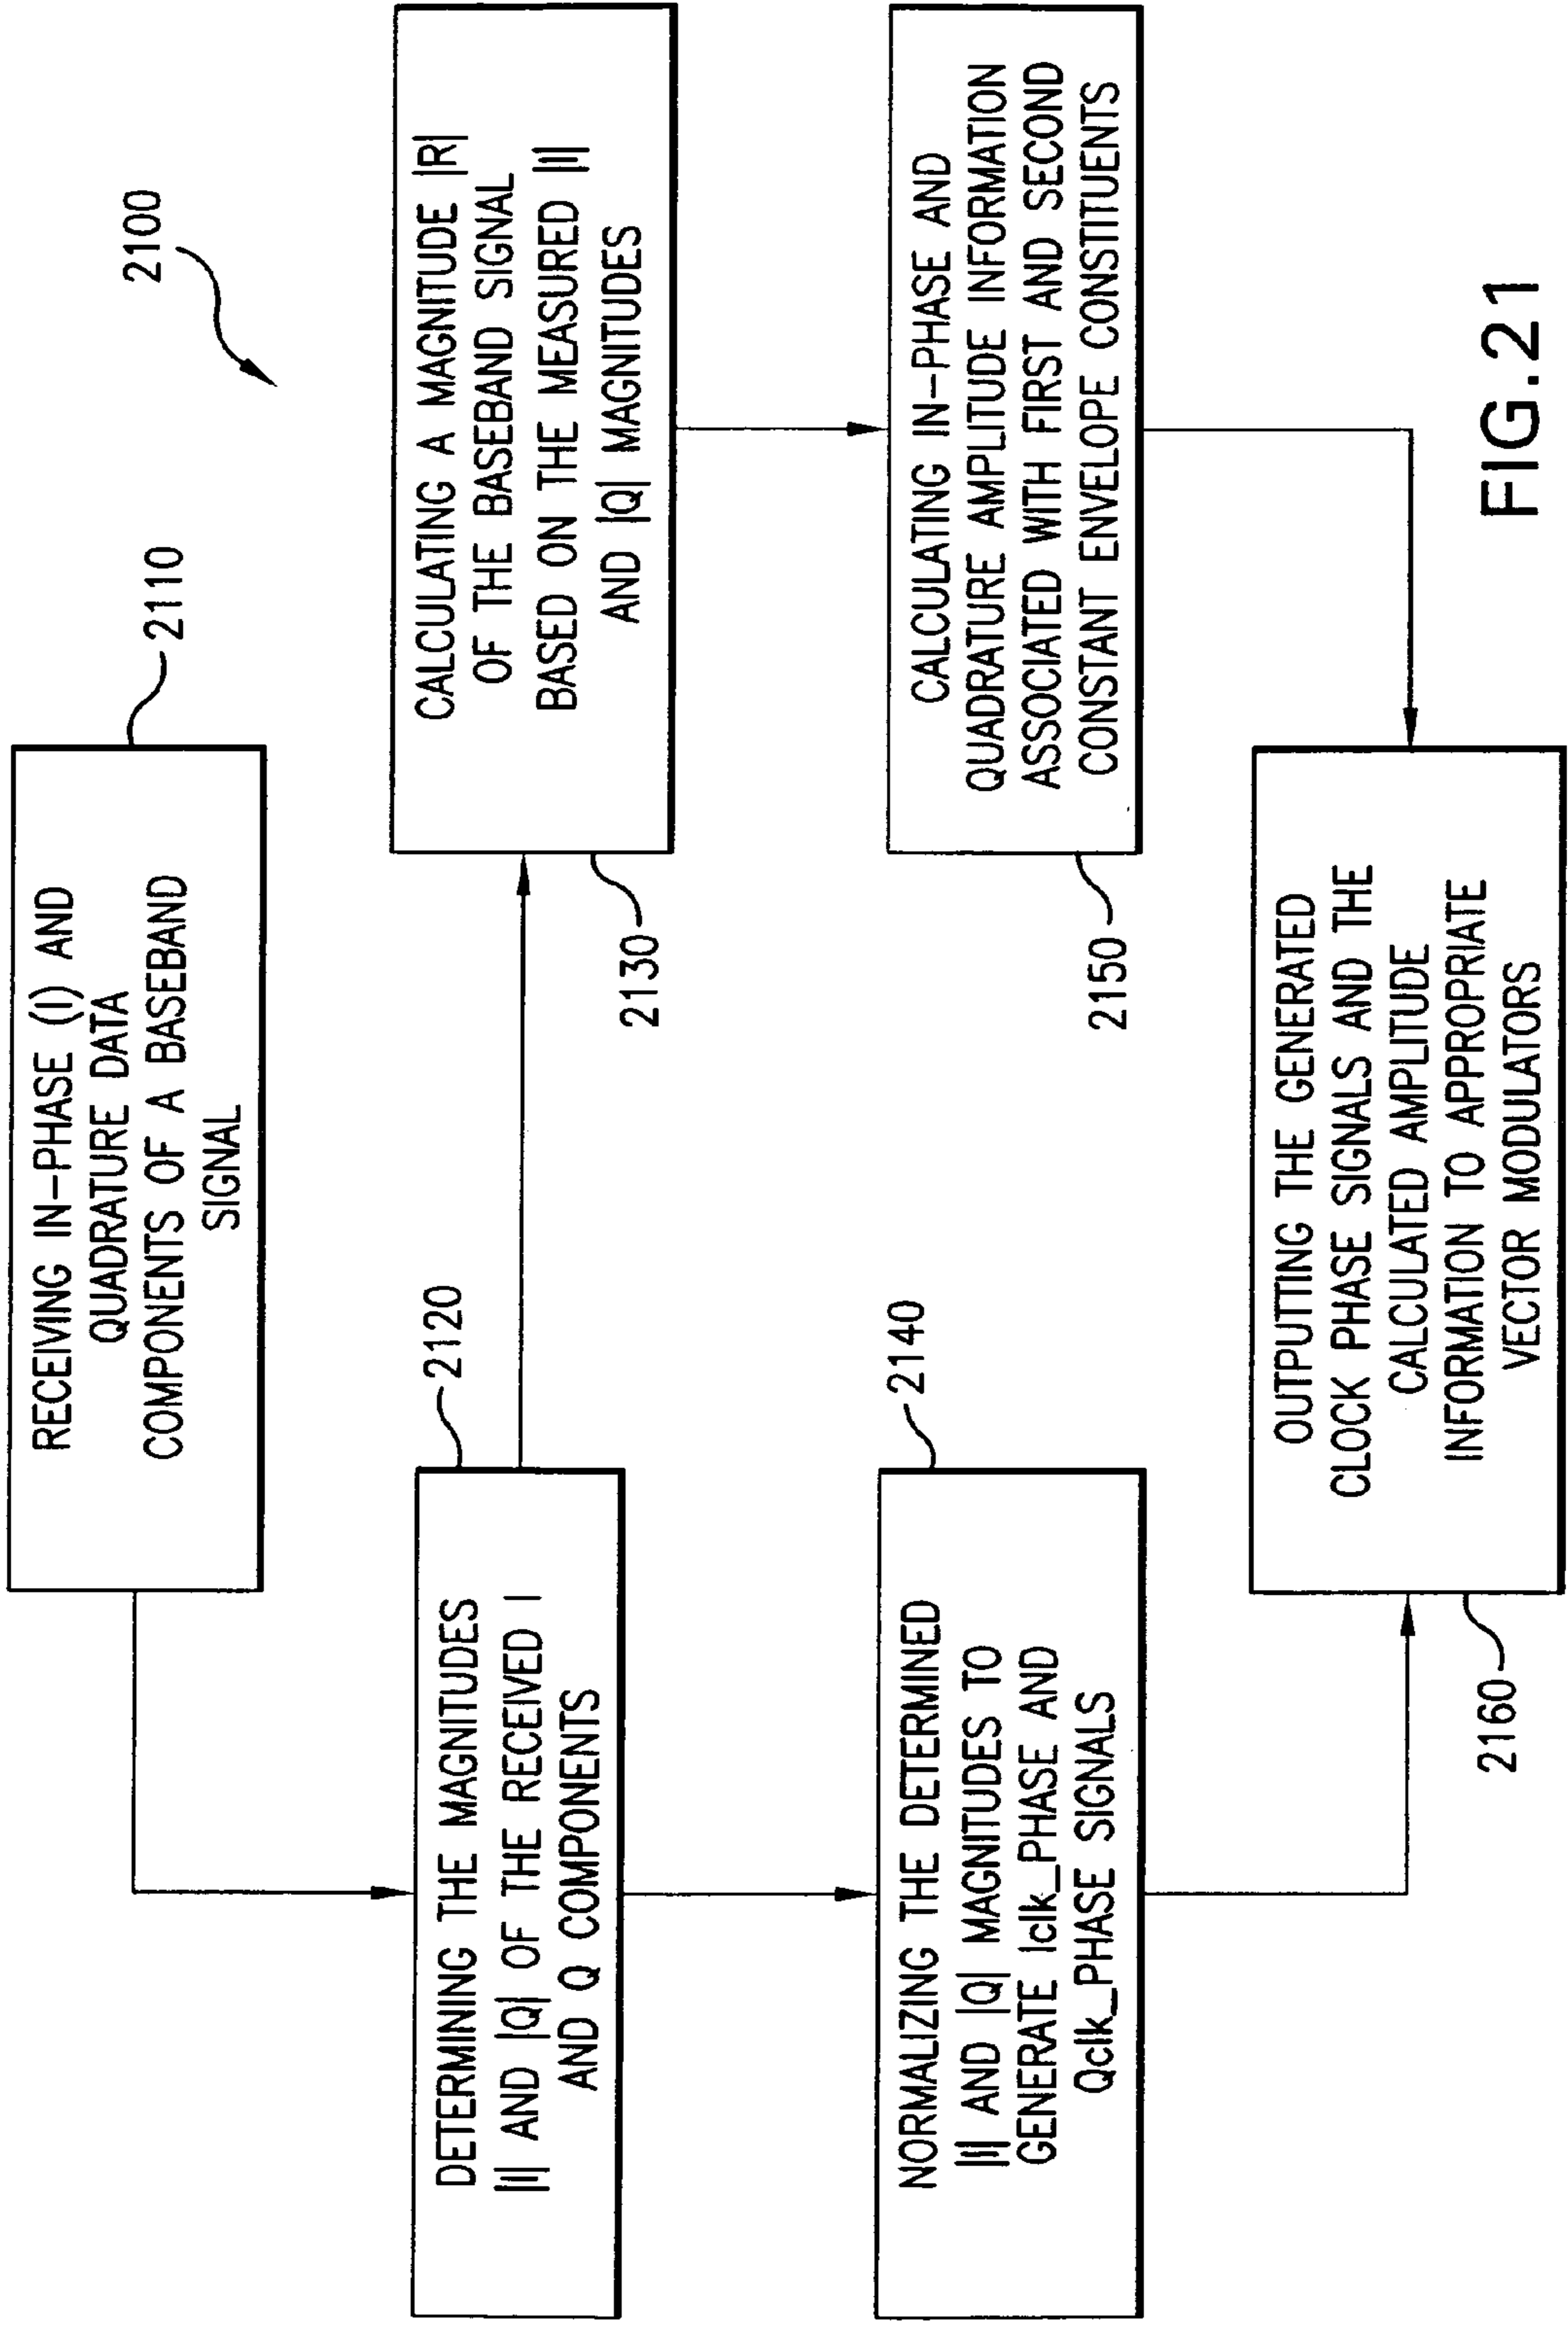 2100
RECEIVING IN-PHASE (I) AND
QUADRATURE DATA
COMPONENTS OF A BASEBAND
SIGNAL
2110
DETERMINING THE MAGNITUDES
|I| AND |Q| OF THE RECEIVED I
AND Q COMPONENTS
2120
CALCULATING A MAGNITUDE |R|
OF THE BASEBAND SIGNAL
BASED ON THE MEASURED |I|
AND |Q| MAGNITUDES
2130
NORMALIZING THE DETERMINED
|I| AND |Q| MAGNITUDES TO
GENERATE Iclk_PHASE AND
Qclk_PHASE SIGNALS
2140
CALCULATING IN-PHASE AND
QUADRATURE AMPLITUDE INFORMATION
ASSOCIATED WITH FIRST AND SECOND
CONSTANT ENVELOPE CONSTITUENTS
2150
OUTPUTTING THE GENERATED
CLOCK PHASE SIGNALS AND THE
CALCULATED AMPLITUDE
INFORMATION TO APPROPRIATE
VECTOR MODULATORS
2160
FIG.21